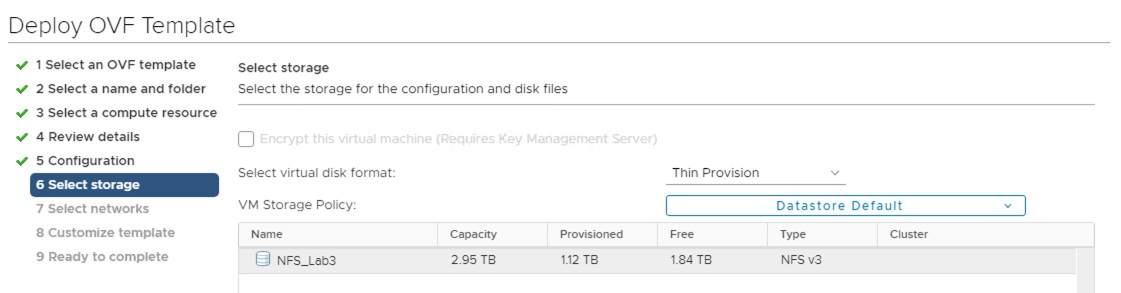 Deploy OVF Template
1 Select an OVF template
2 Select a name and folder
3 Select a compute resource
4 Review details
5 Configuration
6 Select storage
7 Select networks
8 Customize template
9 Ready to complete
Select storage
Select the storage for the configuration and disk files
Encrypt this virtual machine (Requires Key Management Server)
Select virtual disk format: Thin Provision
VM Storage Policy: Datastore Default
Name Capacity Provisioned Free Type Cluster
NFS_Lab3 2.95 TB 1.12 TB 1.84 TB NFS v3